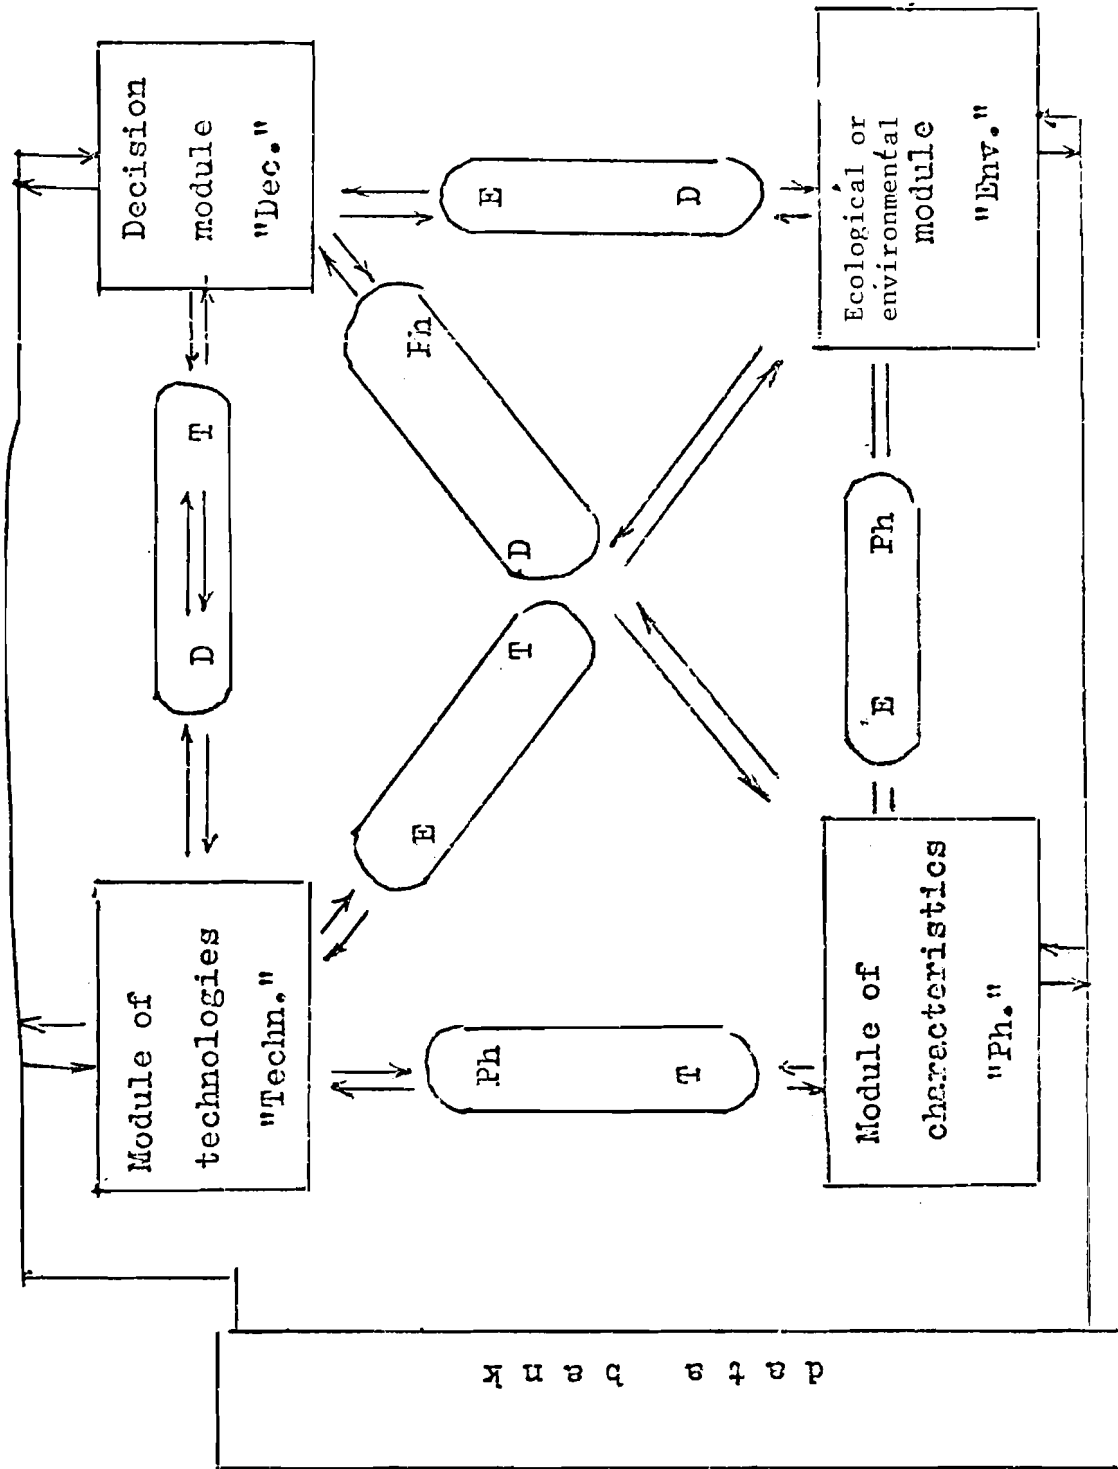 data bank
Module of
technologies
"Techn."
D T
Decision
module
"Dec."
Ph
T
E T
D Ph
E
D
Module of
characteristics
"Ph."
E Ph
Ecological or
environmental
module
"Env."